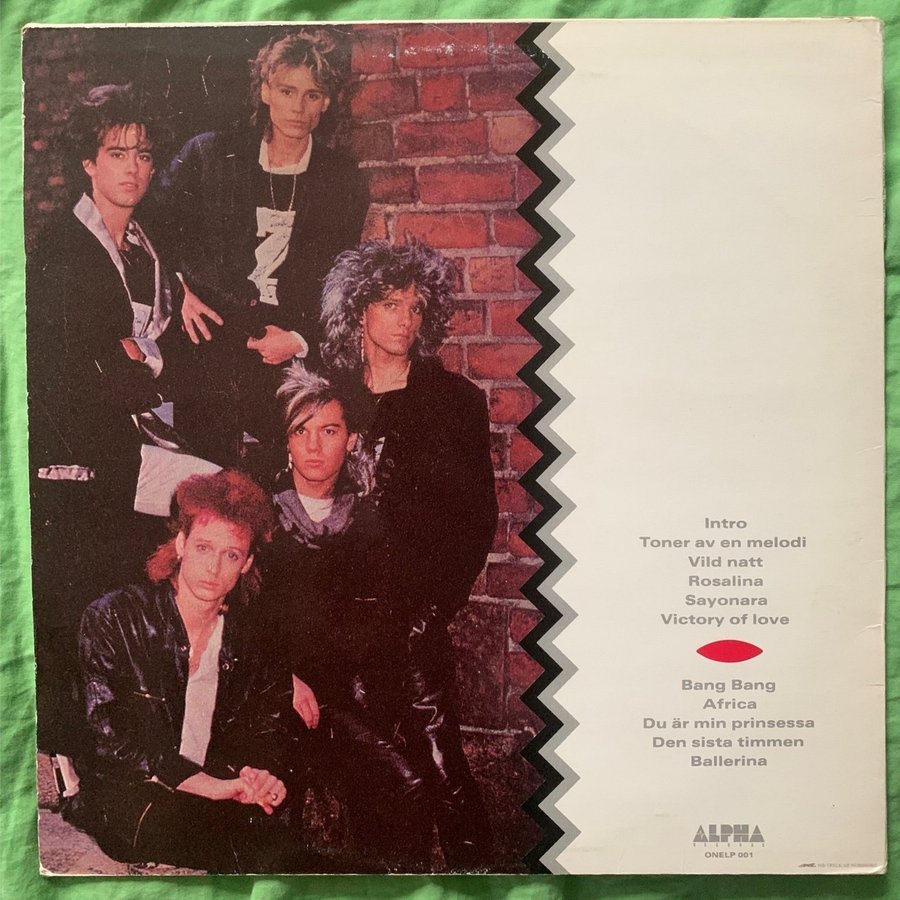 Intro
Toner av en melodi
Vild natt
Rosalina
Sayonara
Victory of love
Bang Bang
Africa
Du är min prinsessa
Den sista timmen
Ballerina
ALPHA
RECORDS
ONELP 001